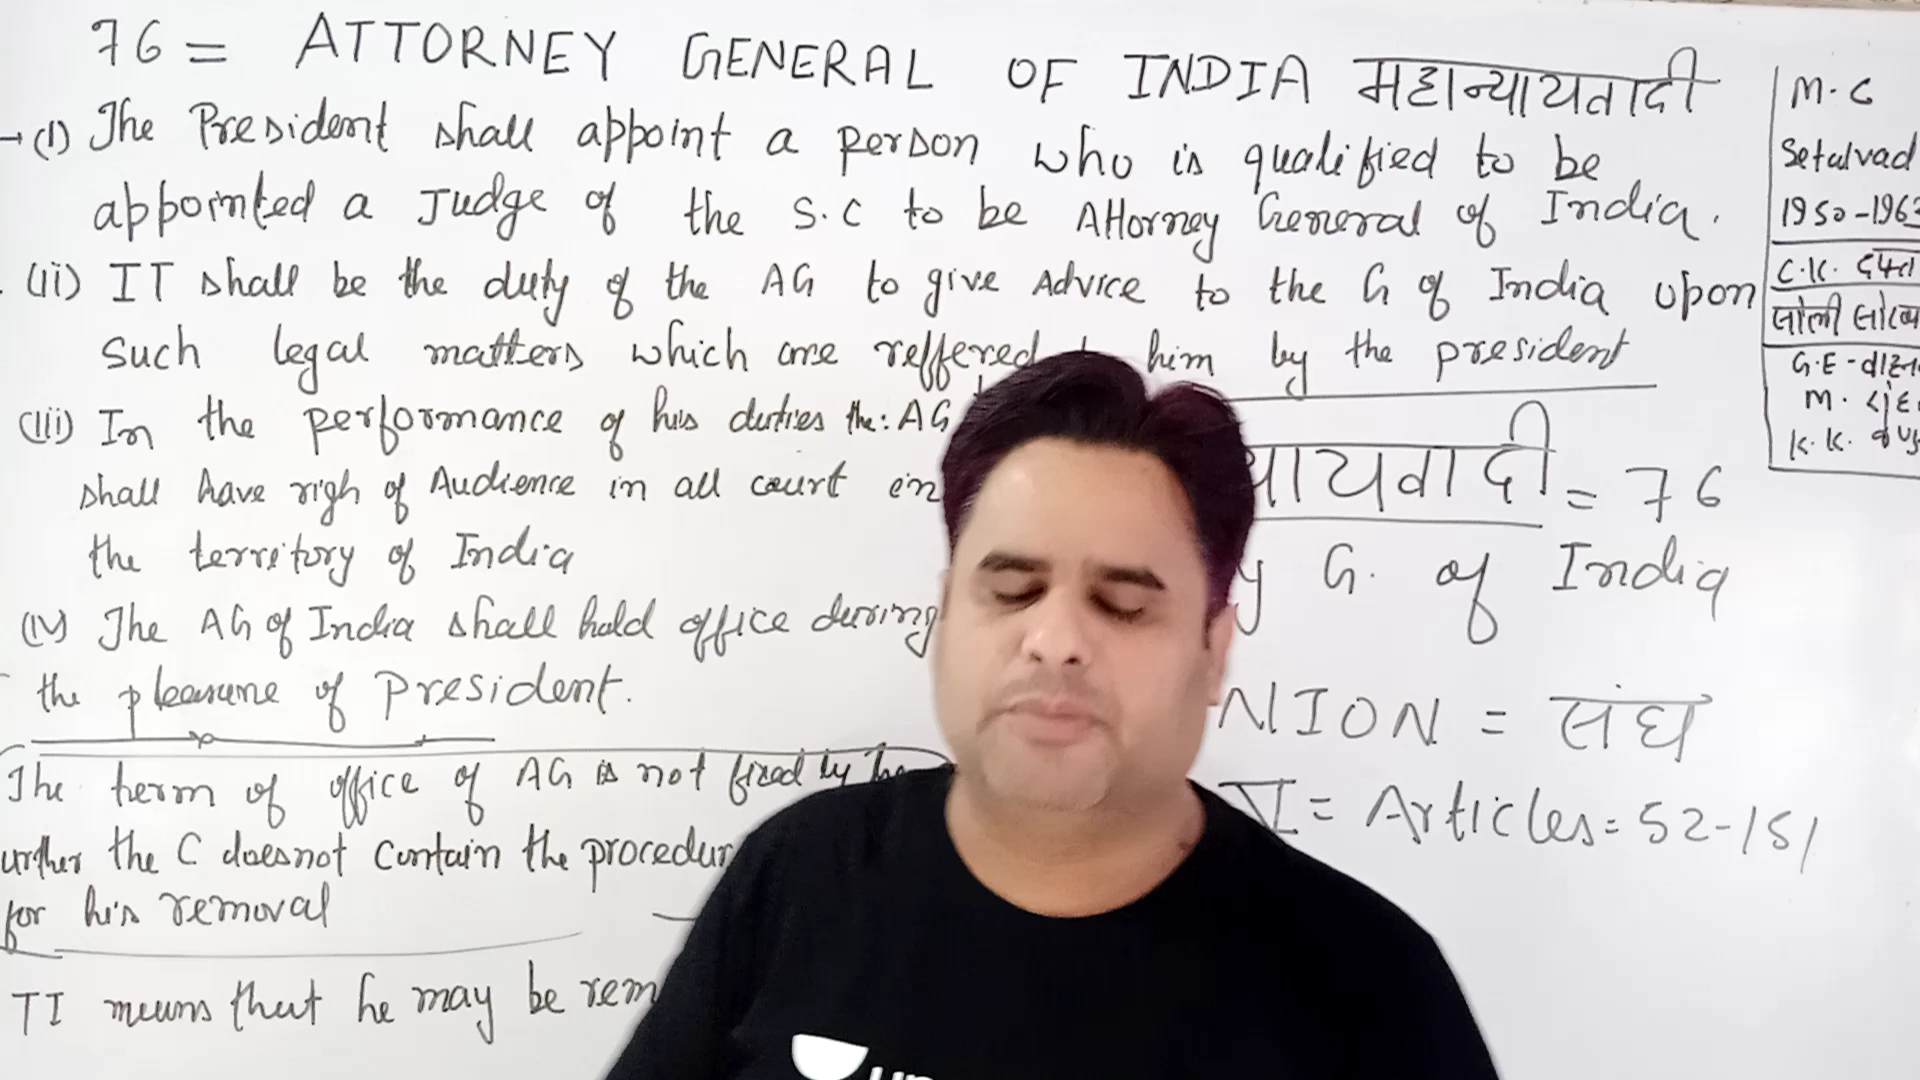 76 = ATTORNEY GENERAL OF INDIA महान्यायवादी
(I) The President shall appoint a person who is qualified to be
appointed a Judge of the S.C to be Attorney General of India.
(ii) IT shall be the duty of the AG to give Advice to the G of India upon
such legal matters which are reffered him by the president
(iii) In the performance of his duties the: AG
shall have righ of Audience in all court in
the territory of India
(IV) The AG of India shall hold office during
the pleasure of President.
The term of office of AG is not fixed by the
the C doesnot contain the
for his removal
TI means that he may be
M.C
Setalvad
1950-1963
C.K.
G.E-
M.
K.K.
= 76
G. of India
= संघ
V = Articles = 52-151